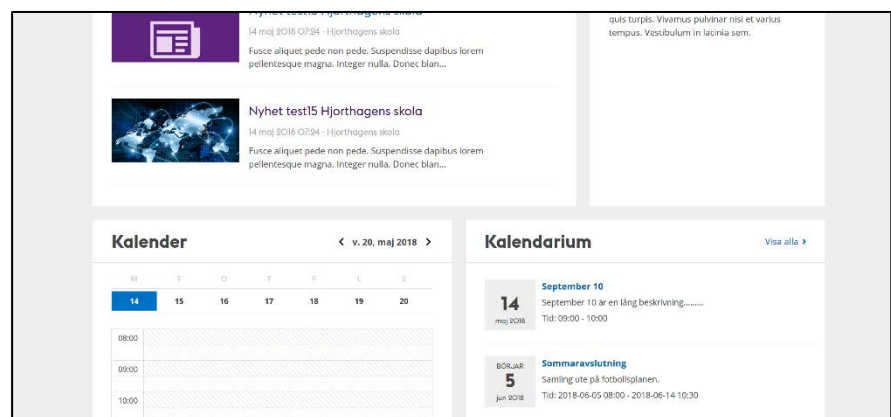 Nyhet test16 Hjorthagens skola
14 maj 2018 07:24 · Hjorthagens skola
Fusce aliquet pede non pede. Suspendisse dapibus lorem
pellentesque magna. Integer nulla. Donec blan...
Nyhet test15 Hjorthagens skola
14 maj 2018 07:24 · Hjorthagens skola
Fusce aliquet pede non pede. Suspendisse dapibus lorem
pellentesque magna. Integer nulla. Donec blan...
quis turpis. Vivamus pulvinar nisi et varius
tempus. Vestibulum in lacinia sem.
Kalender
v. 20, maj 2018
M T O T F L S
14 15 16 17 18 19 20
08:00
09:00
10:00
Kalendarium
Visa alla
14
maj 2018
September 10
September 10 är en lång beskrivning.........
Tid: 09:00 - 10:00
BÖRJAR
5
jun 2018
Sommaravslutning
Samling ute på fotbollsplanen.
Tid: 2018-06-05 08:00 - 2018-06-14 10:30